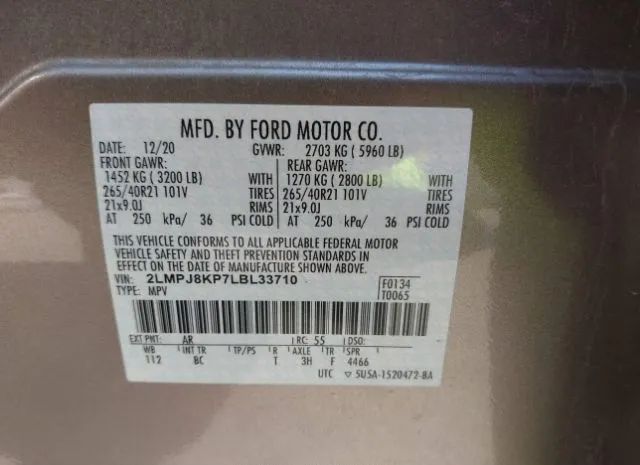 MFD. BY FORD MOTOR CO.
DATE: 12/20 GVWR: 2703 KG ( 5960 LB)
FRONT GAWR: REAR GAWR:
1452 KG ( 3200 LB) WITH 1270 KG ( 2800 LB) WITH
265/40R21 101V TIRES 265/40R21 101V TIRES
21x9.0J RIMS 21x9.0J RIMS
AT 250 kPa/ 36 PSI COLD AT 250 kPa/ 36 PSI COLD
THIS VEHICLE CONFORMS TO ALL APPLICABLE FEDERAL MOTOR
VEHICLE SAFETY AND THEFT PREVENTION STANDARDS IN
EFFECT ON THE DATE OF MANUFACTURE SHOWN ABOVE.
VIN: 2LMPJ8KP7LBL33710 F0134
TYPE: MPV T0065
EXT PNT: AR RC: 55 DSO:
WB INT TR TP/PS R AXLE TR SPR
112 BC T 3H F 4466
UTC ▽ 5U5A-1520472-BA